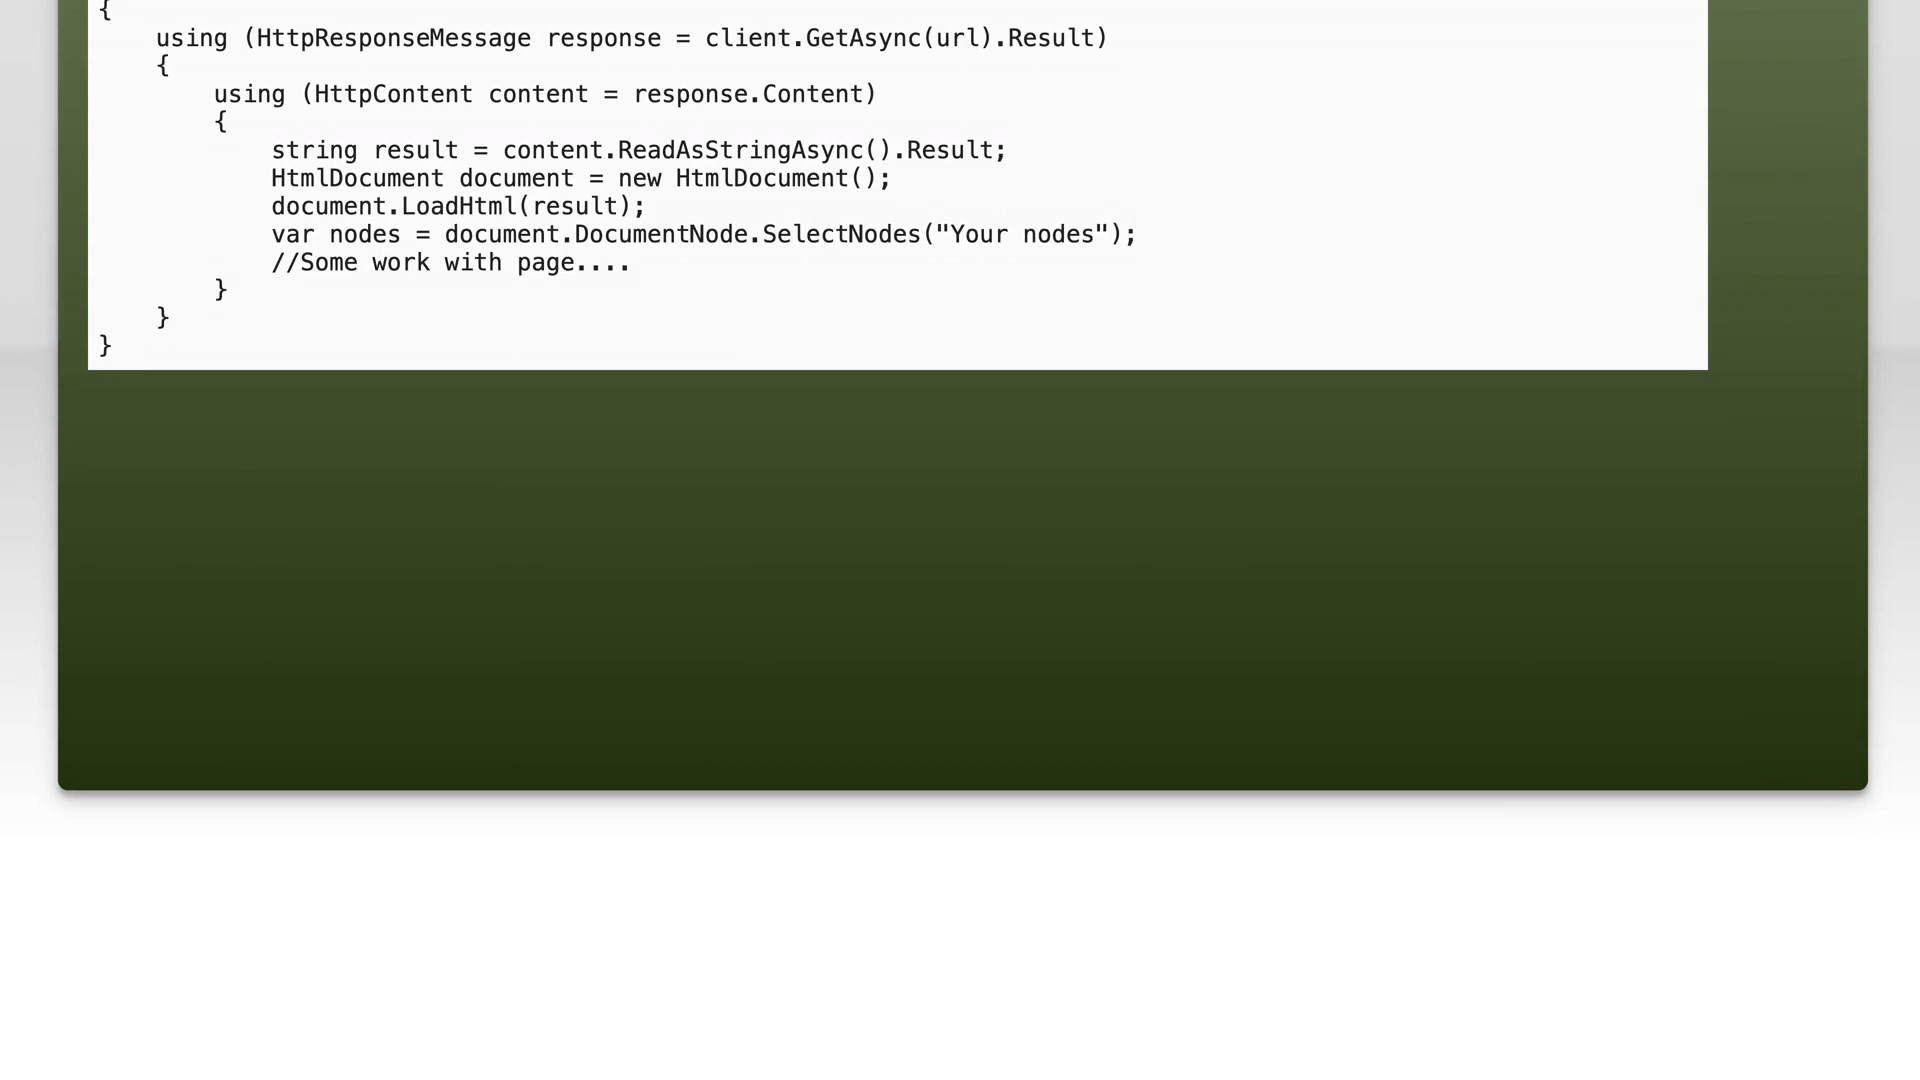 {
    using (HttpResponseMessage response = client.GetAsync(url).Result)
    {
        using (HttpContent content = response.Content)
        {
            string result = content.ReadAsStringAsync().Result;
            HtmlDocument document = new HtmlDocument();
            document.LoadHtml(result);
            var nodes = document.DocumentNode.SelectNodes("Your nodes");
            //Some work with page....
        }
    }
}